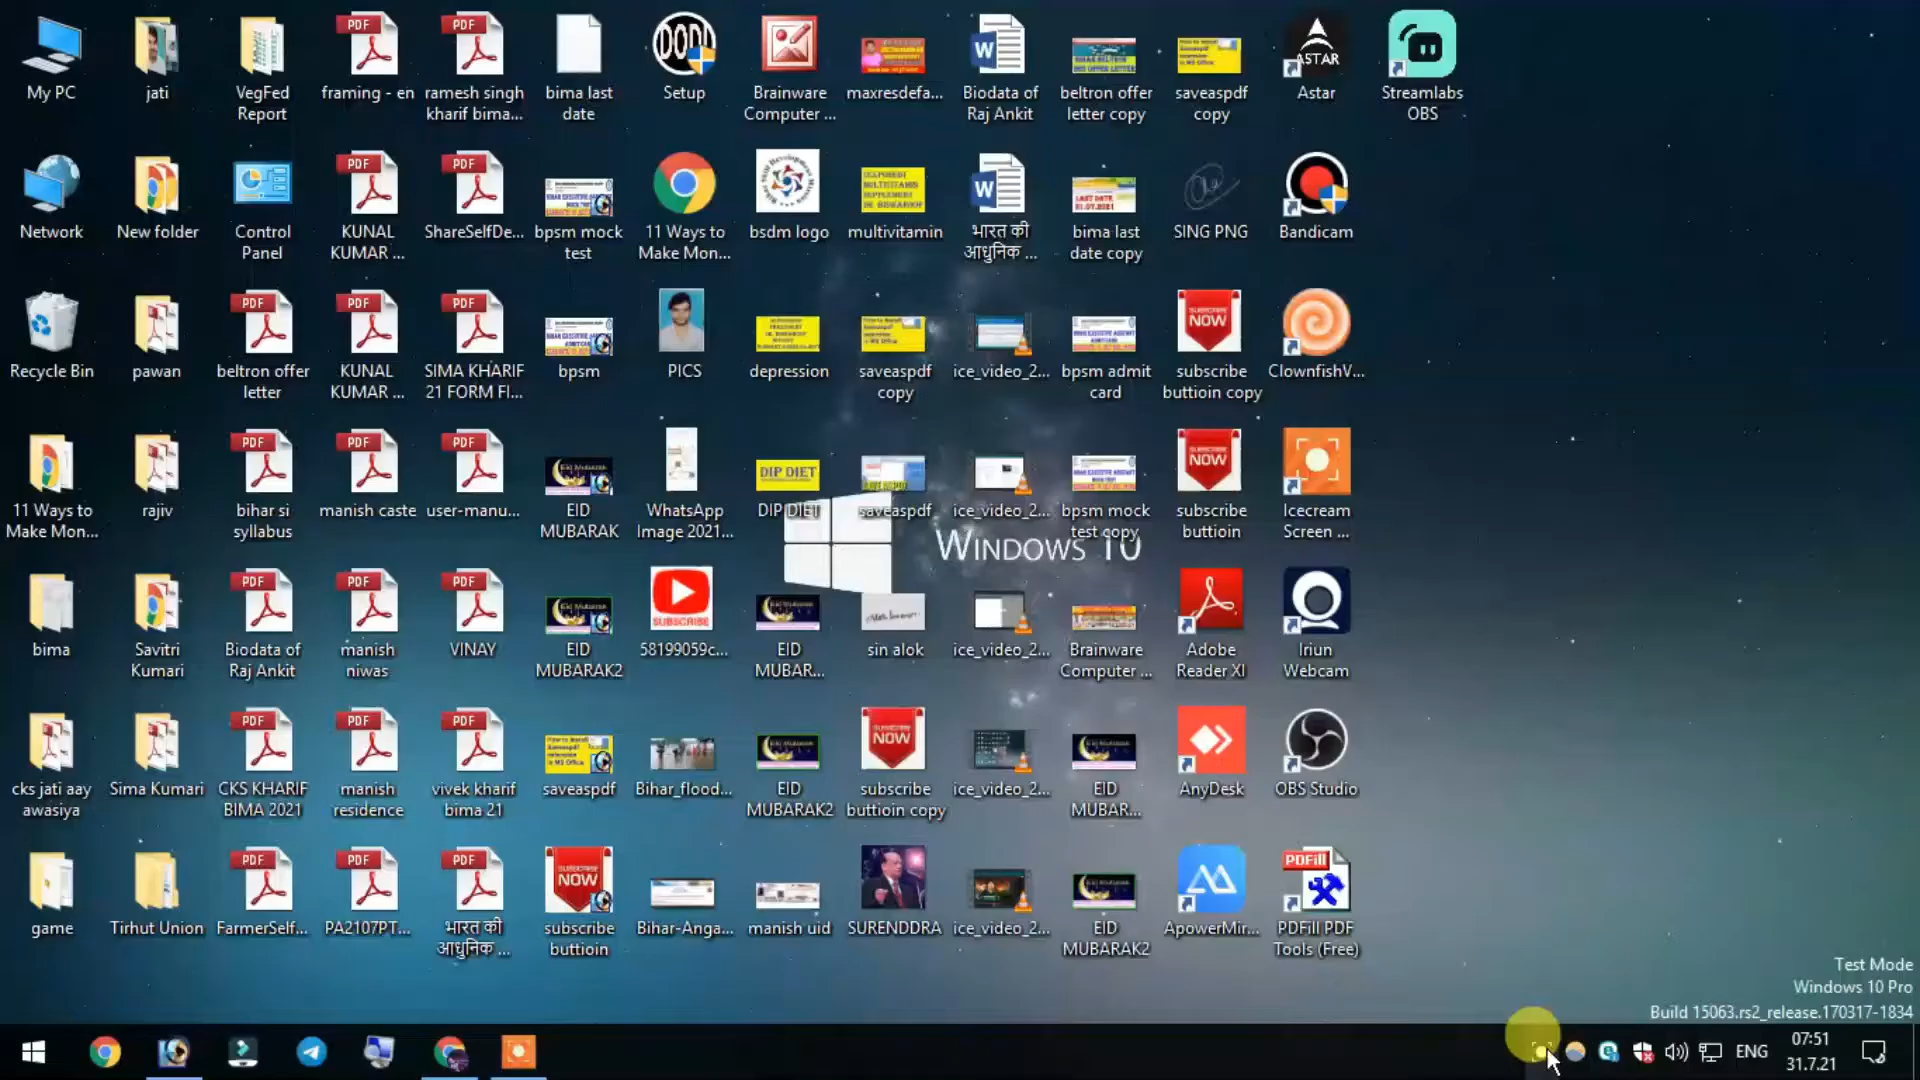 My PC
jati
VegFed
Report
framing - en
ramesh singh
kharif bima...
bima last
date
Setup
Brainware
Computer ...
maxresdefa...
Biodata of
Raj Ankit
beltron offer
letter copy
saveaspdf
copy
Astar
Streamlabs
OBS
Network
New folder
Control
Panel
KUNAL
KUMAR ...
ShareSelfDe...
bpsm mock
test
11 Ways to
Make Mon...
bsdm logo
multivitamin
भारत की
आधुनिक ...
bima last
date copy
SING PNG
Bandicam
Recycle Bin
pawan
beltron offer
letter
KUNAL
KUMAR ...
SIMA KHARIF
21 FORM FI...
bpsm
PICS
depression
saveaspdf
copy
ice_video_2...
bpsm admit
card
subscribe
buttioin copy
ClownfishV...
11 Ways to
Make Mon...
rajiv
bihar si
syllabus
manish caste
user-manu...
EID
MUBARAK
WhatsApp
Image 2021...
DIP DIET
DIP DIET
saveaspdf
ice_video_2...
bpsm mock
test copy
subscribe
buttioin
Icecream
Screen ...
WINDOWS 10
bima
Savitri
Kumari
Biodata of
Raj Ankit
manish
niwas
VINAY
EID
MUBARAK2
SUBSCRIBE
58199059c...
EID
MUBAR...
sin alok
ice_video_2...
Brainware
Computer ...
Adobe
Reader XI
Iriun
Webcam
cks jati aay
awasiya
Sima Kumari
CKS KHARIF
BIMA 2021
manish
residence
vivek kharif
bima 21
saveaspdf
Bihar_flood...
EID
MUBARAK2
subscribe
buttioin copy
ice_video_2...
EID
MUBAR...
AnyDesk
OBS Studio
game
Tirhut Union
FarmerSelf...
PA2107PT...
भारत की
आधुनिक ...
subscribe
buttioin
Bihar-Anga...
manish uid
SURENDDRA
ice_video_2...
EID
MUBARAK2
ApowerMir...
PDFill PDF
Tools (Free)
Test Mode
Windows 10 Pro
Build 15063.rs2_release.170317-1834
ENG
07:51
31.7.21